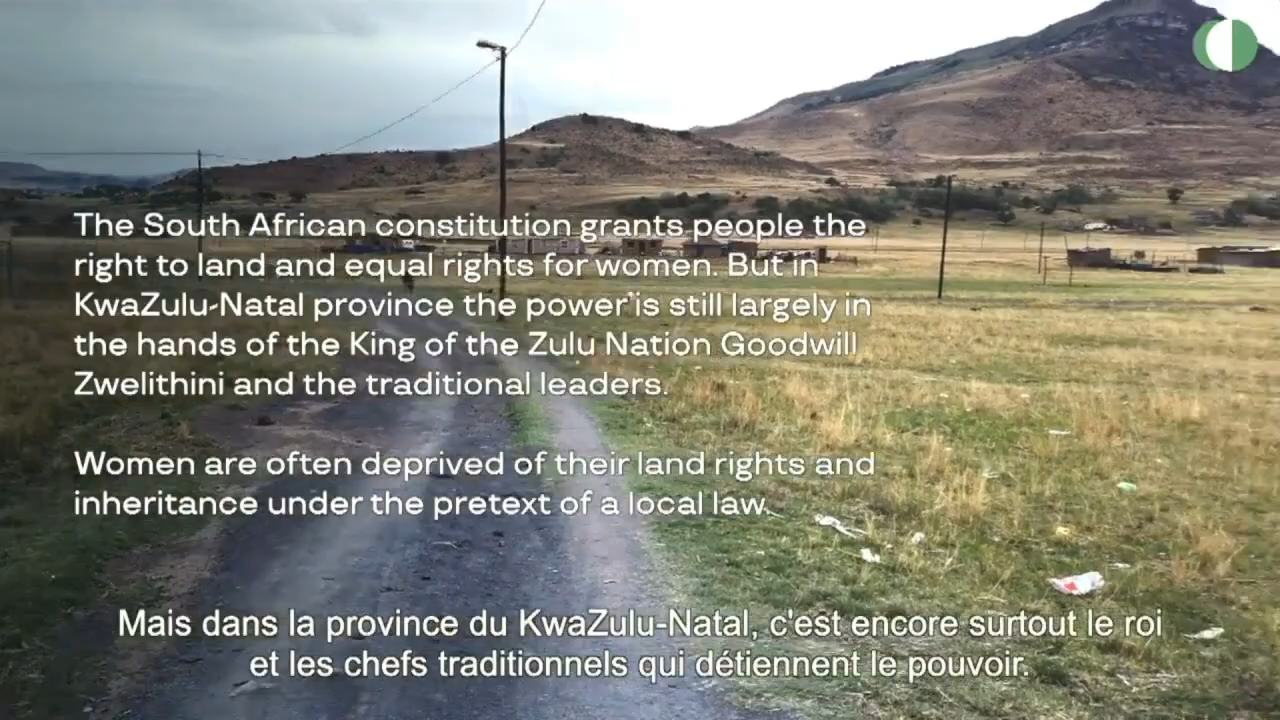 The South African constitution grants people the
right to land and equal rights for women. But in
KwaZulu-Natal province the power is still largely in
the hands of the King of the Zulu Nation Goodwill
Zwelithini and the traditional leaders.
Women are often deprived of their land rights and
inheritance under the pretext of a local law.
Mais dans la province du KwaZulu-Natal, c'est encore surtout le roi
et les chefs traditionnels qui détiennent le pouvoir.